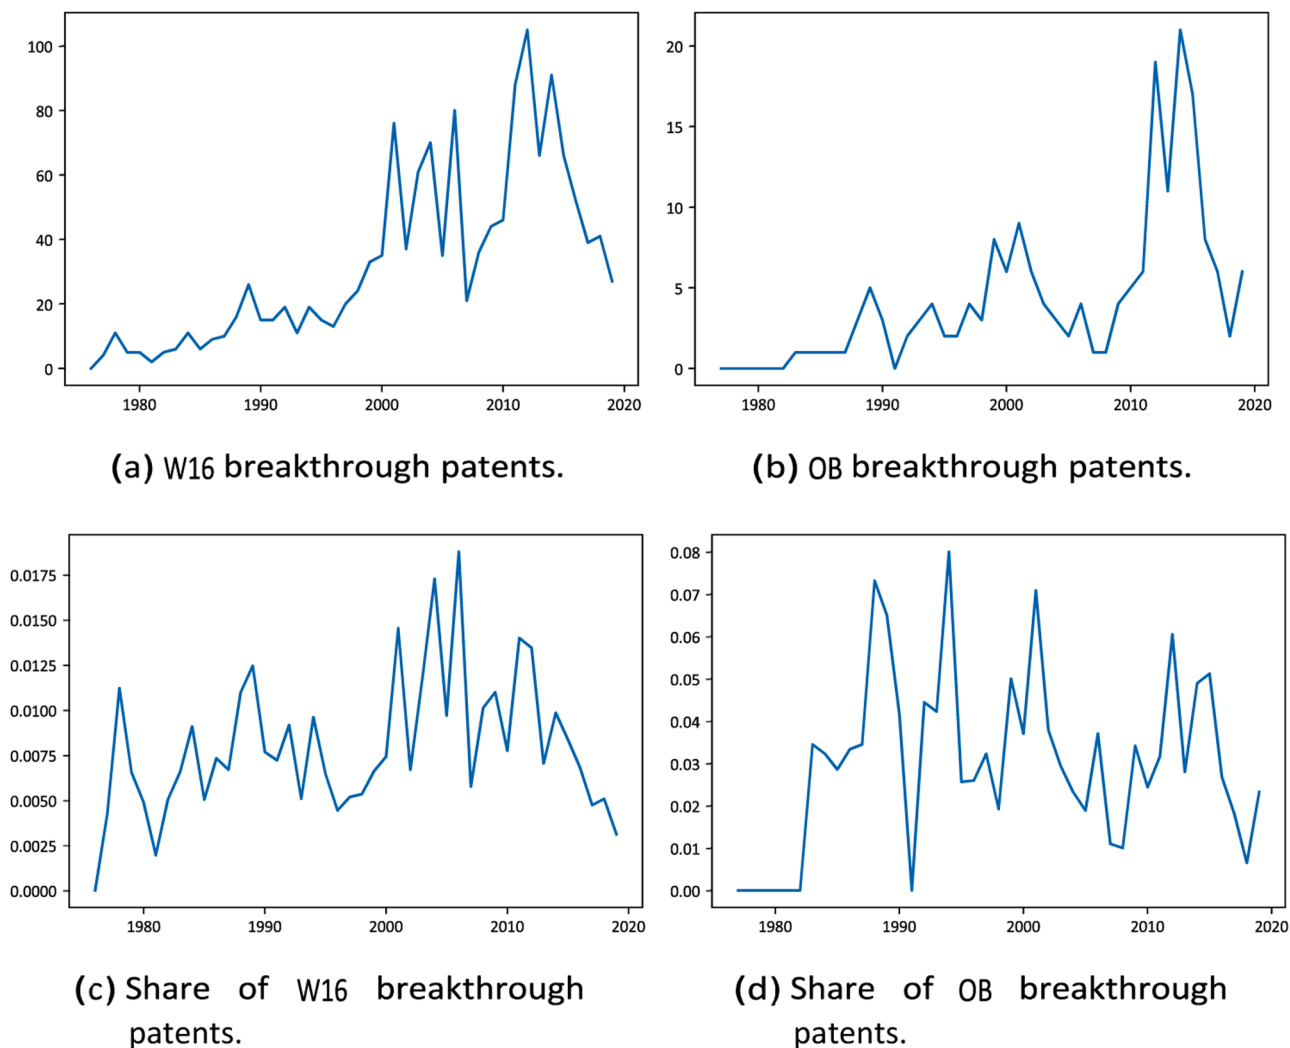 100
80
60
40
20
0
1980 1990 2000 2010 2020
(a) W16 breakthrough patents.
20
15
10
5
0
1980 1990 2000 2010 2020
(b) OB breakthrough patents.
0.0175
0.0150
0.0125
0.0100
0.0075
0.0050
0.0025
0.0000
1980 1990 2000 2010 2020
(c) Share of W16 breakthrough
patents.
0.08
0.07
0.06
0.05
0.04
0.03
0.02
0.01
0.00
1980 1990 2000 2010 2020
(d) Share of OB breakthrough
patents.